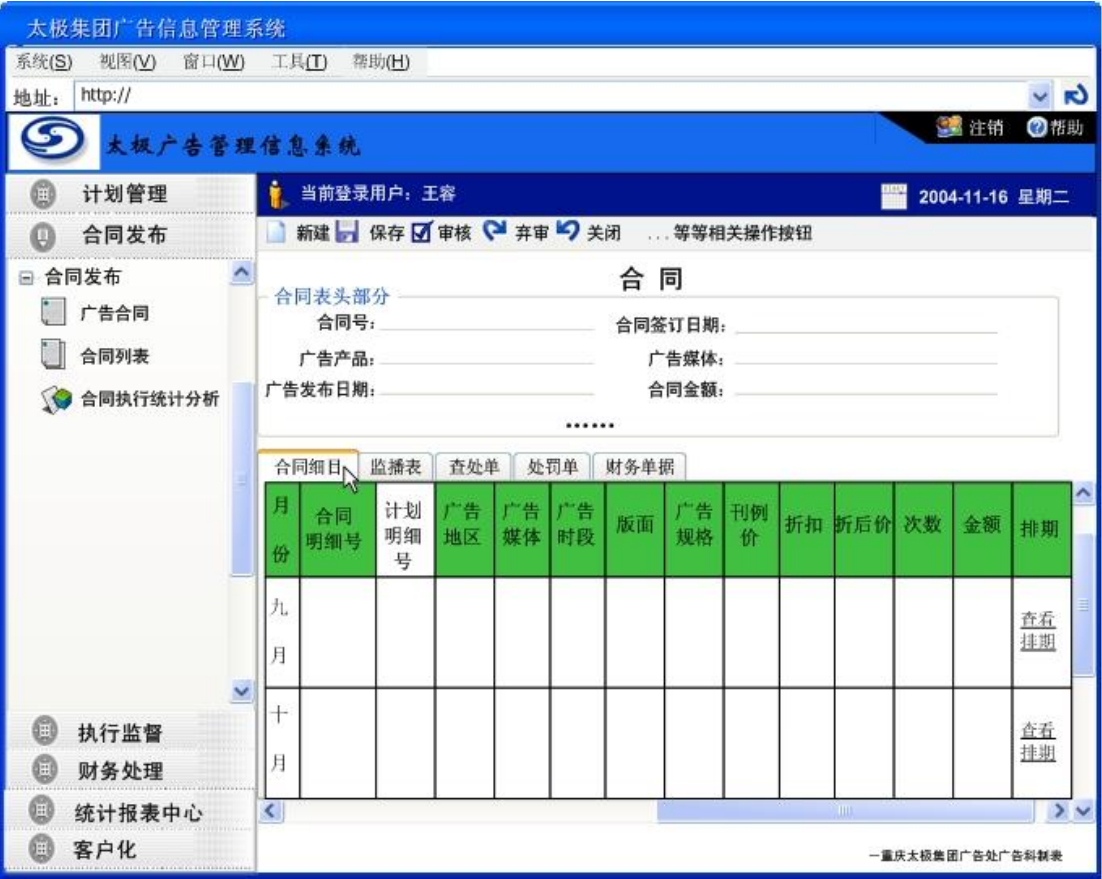 太极集团广告信息管理系统
系统(S) 视图(V) 窗口(W) 工具(T) 帮助(H)
地址: http://
太极广告管理信息系统
注销 帮助
计划管理
合同发布
合同发布
广告合同
合同列表
合同执行统计分析
执行监督
财务处理
统计报表中心
客户化
当前登录用户: 王容 2004-11-16 星期二
新建 保存 审核 弃审 关闭 ...等等相关操作按钮
合同
合同表头部分
合同号: 合同签订日期:
广告产品: 广告媒体:
广告发布日期: 合同金额:
......
合同细目 监播表 查处单 处罚单 财务单据
月份 合同明细号 计划明细号 广告地区 广告媒体 广告时段 版面 广告规格 刊例价 折扣 折后价 次数 金额 排期
九月 查看排期
十月 查看排期
一重庆太极集团广告处广告科制表